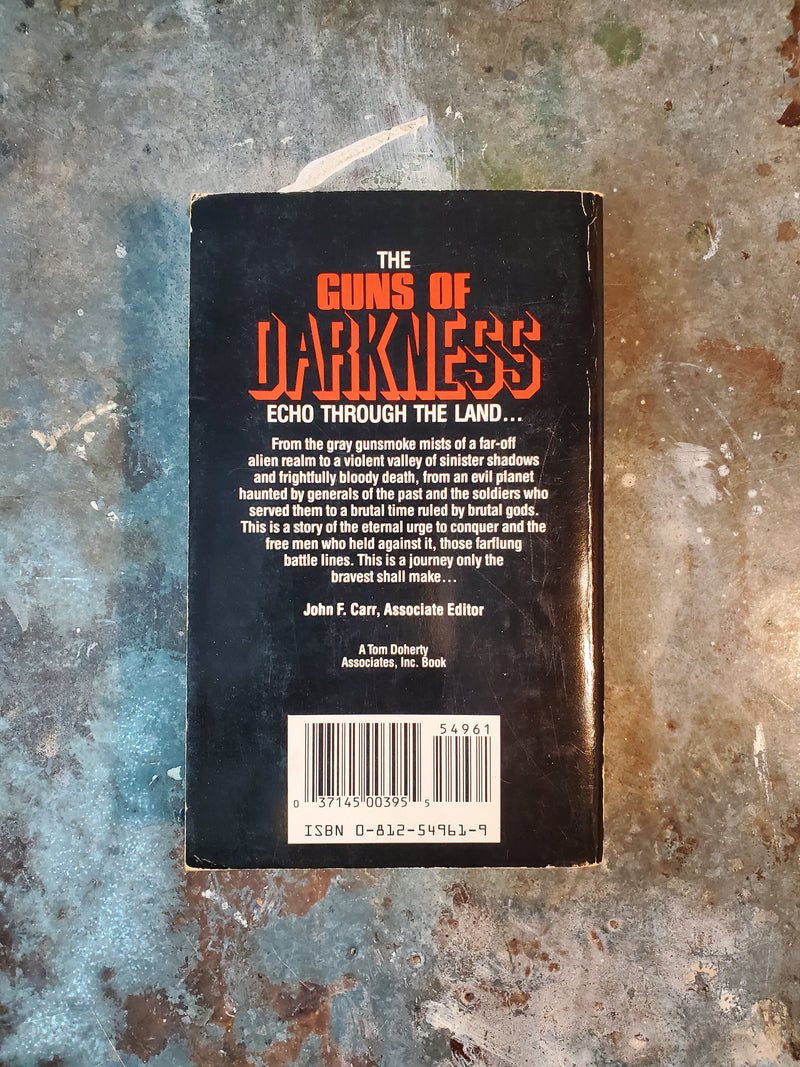 THE
GUNS OF
DARKNESS
ECHO THROUGH THE LAND...
From the gray gunsmoke mists of a far-off
alien realm to a violent valley of sinister shadows
and frightfully bloody death, from an evil planet
haunted by generals of the past and the soldiers who
served them to a brutal time ruled by brutal gods.
This is a story of the eternal urge to conquer and the
free men who held against it, those farflung
battle lines. This is a journey only the
bravest shall make...
John F. Carr, Associate Editor
A Tom Doherty
Associates, Inc. Book
54961
0 37145 00395 5
ISBN 0-812-54961-9